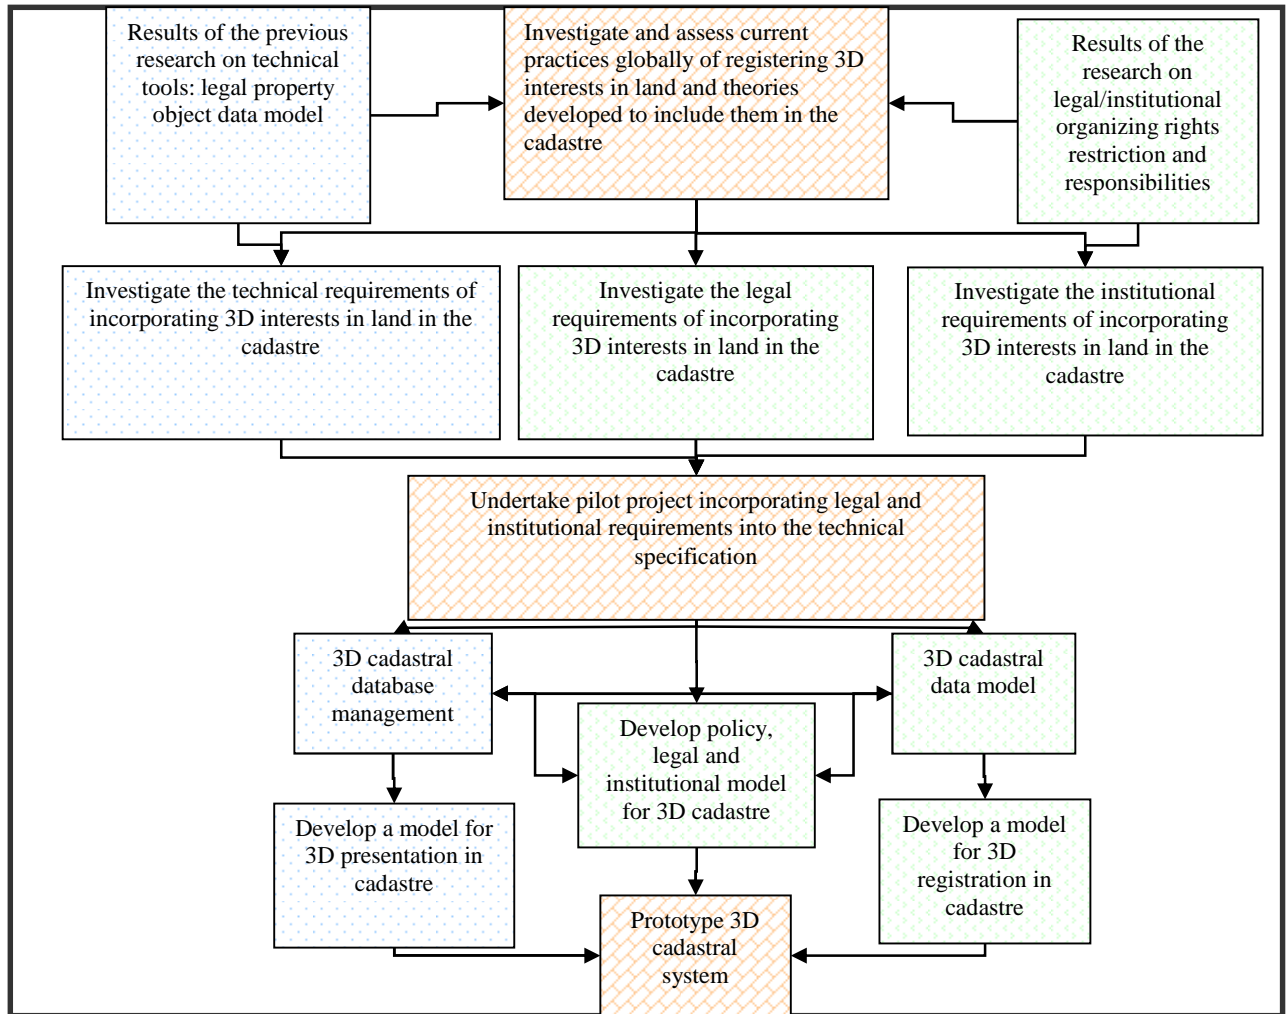 Results of the previous
research on technical
tools: legal property
object data model
Investigate and assess current
practices globally of registering 3D
interests in land and theories
developed to include them in the
cadastre
Results of the
research on
legal/institutional
organizing rights
restriction and
responsibilities
Investigate the technical requirements of
incorporating 3D interests in land in the
cadastre
Investigate the legal
requirements of incorporating
3D interests in land in the
cadastre
Investigate the institutional
requirements of incorporating
3D interests in land in the
cadastre
Undertake pilot project incorporating legal and
institutional requirements into the technical
specification
3D cadastral
database
management
Develop policy,
legal and
institutional model
for 3D cadastre
3D cadastral
data model
Develop a model for
3D presentation in
cadastre
Develop a model
for 3D
registration in
cadastre
Prototype 3D
cadastral
system